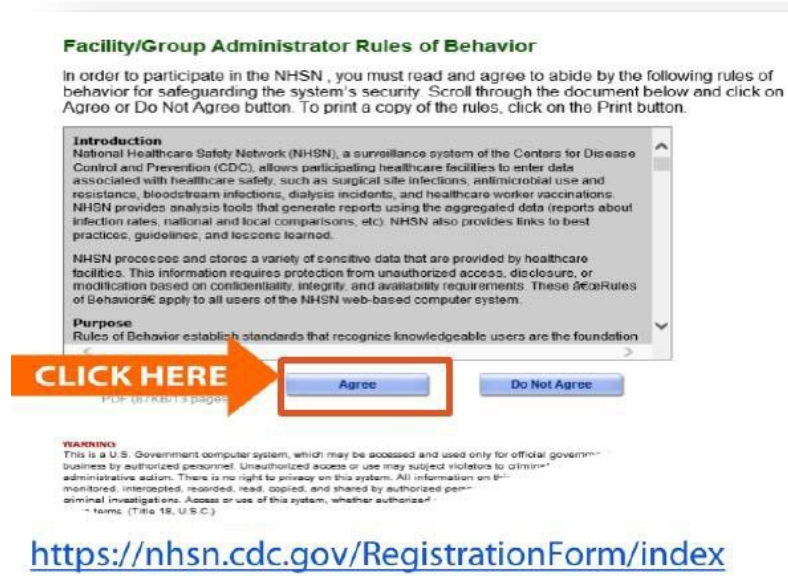 Facility/Group Administrator Rules of Behavior
In order to participate in the NHSN , you must read and agree to abide by the following rules of
behavior for safeguarding the system's security. Scroll through the document below and click on
Agree or Do Not Agree button. To print a copy of the rules, click on the Print button.
Introduction
National Healthcare Safety Network (NHSN), a surveillance system of the Centers for Disease
Control and Prevention (CDC), allows participating healthcare facilities to enter data
associated with healthcare safety, such as surgical site infections, antimicrobial use and
resistance, bloodstream infections, dialysis incidents, and healthcare worker vaccinations.
NHSN provides analysis tools that generate reports using the aggregated data (reports about
infection rates, national and local comparisons, etc). NHSN also provides links to best
practices, guidelines, and lessons learned.
NHSN processes and stores a variety of sensitive data that are provided by healthcare
facilities. This information requires protection from unauthorized access, disclosure, or
modification based on confidentiality, integrity, and availability requirements. These â€œRules
of Behaviorâ€ apply to all users of the NHSN web-based computer system.
Purpose
Rules of Behavior establish standards that recognize knowledgeable users are the foundation
CLICK HERE
Agree
Do Not Agree
PDF (87KB/13 pages
WARNING
This is a U.S. Government computer system, which may be accessed and used only for official
business by authorized personnel. Unauthorized access or use may subject violators to
administrative action. There is no right to privacy on this system. All information on
monitored, intercepted, recorded, read, copied, and shared by authorized
criminal investigations. Access or use of this system, whether authorized
terms. (Title 18, U.S.C.)
https://nhsn.cdc.gov/RegistrationForm/index